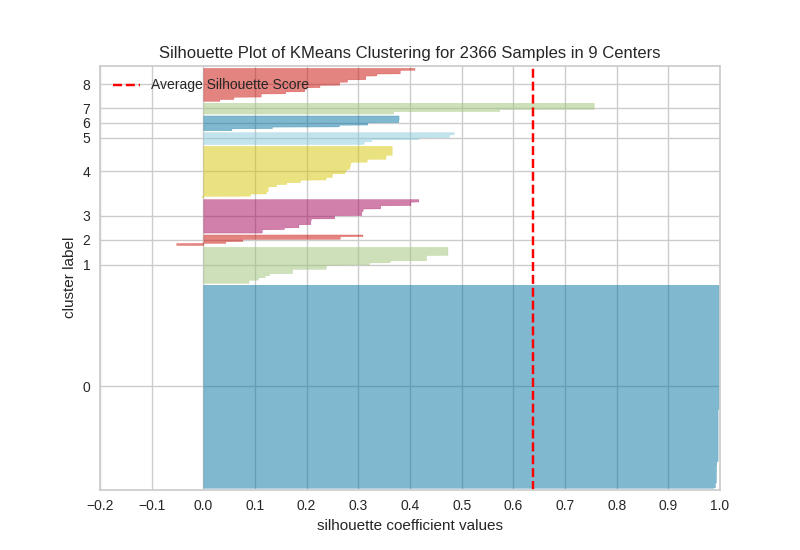 Silhouette Plot of KMeans Clustering for 2366 Samples in 9 Centers
Average Silhouette Score
8
7
6
5
4
3
2
1
0
cluster label
−0.2 −0.1 0.0 0.1 0.2 0.3 0.4 0.5 0.6 0.7 0.8 0.9 1.0
silhouette coefficient values